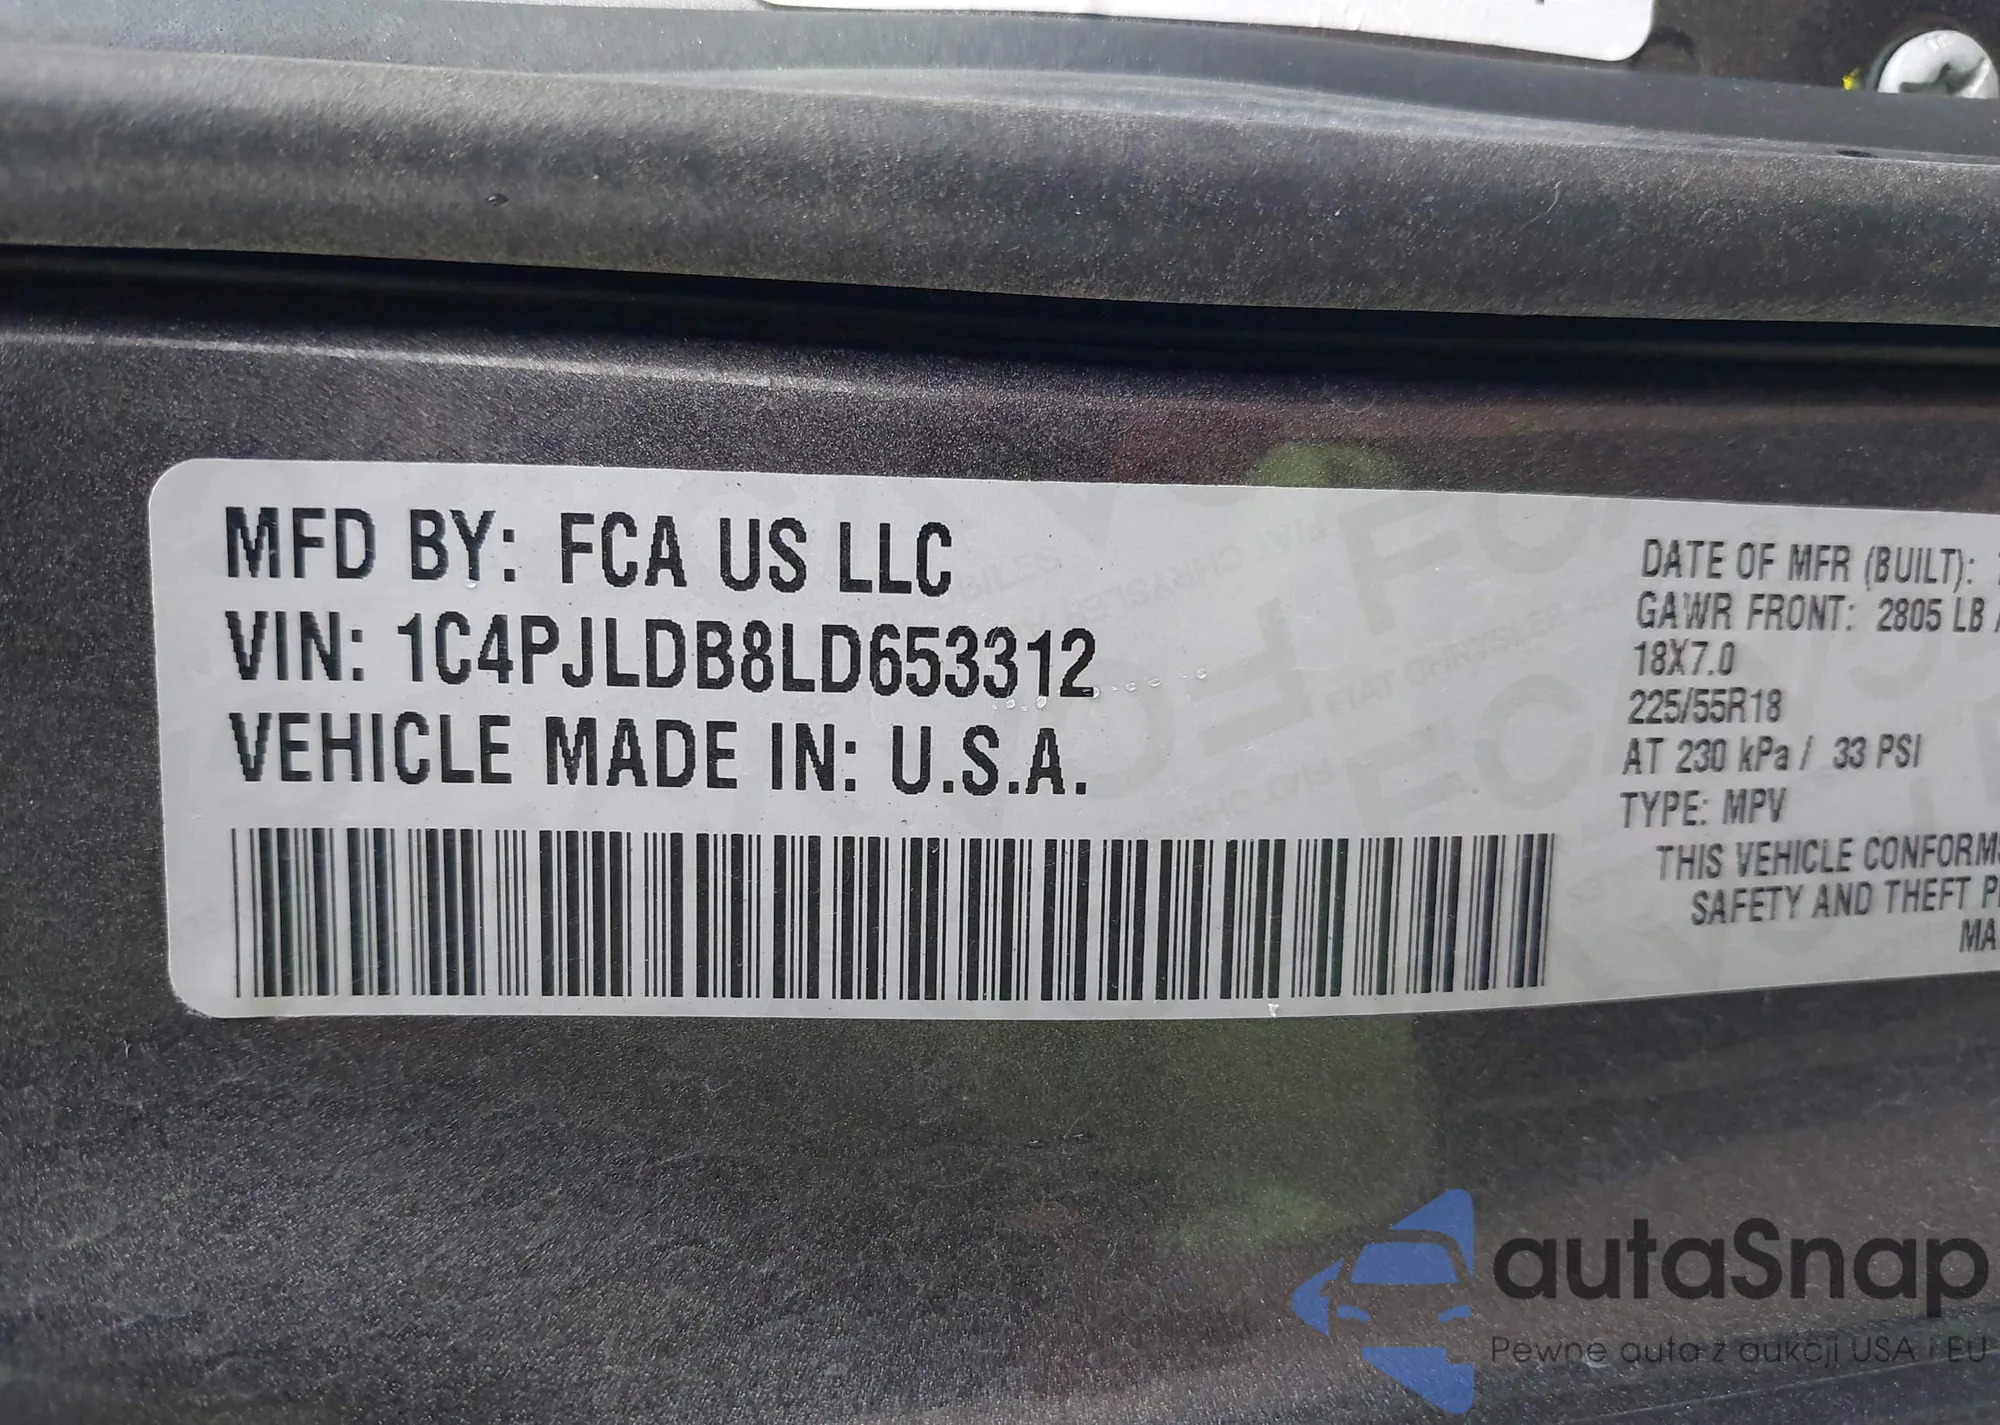 MFD BY: FCA US LLC
VIN: 1C4PJLDB8LD653312
VEHICLE MADE IN: U.S.A.
DATE OF MFR (BUILT):
GAWR FRONT: 2805 LB
18X7.0
225/55R18
AT 230 kPa / 33 PSI
TYPE: MPV
THIS VEHICLE CONFORMS
SAFETY AND THEFT
MA
autaSnap
Pewne auta z aukcji USA i EU